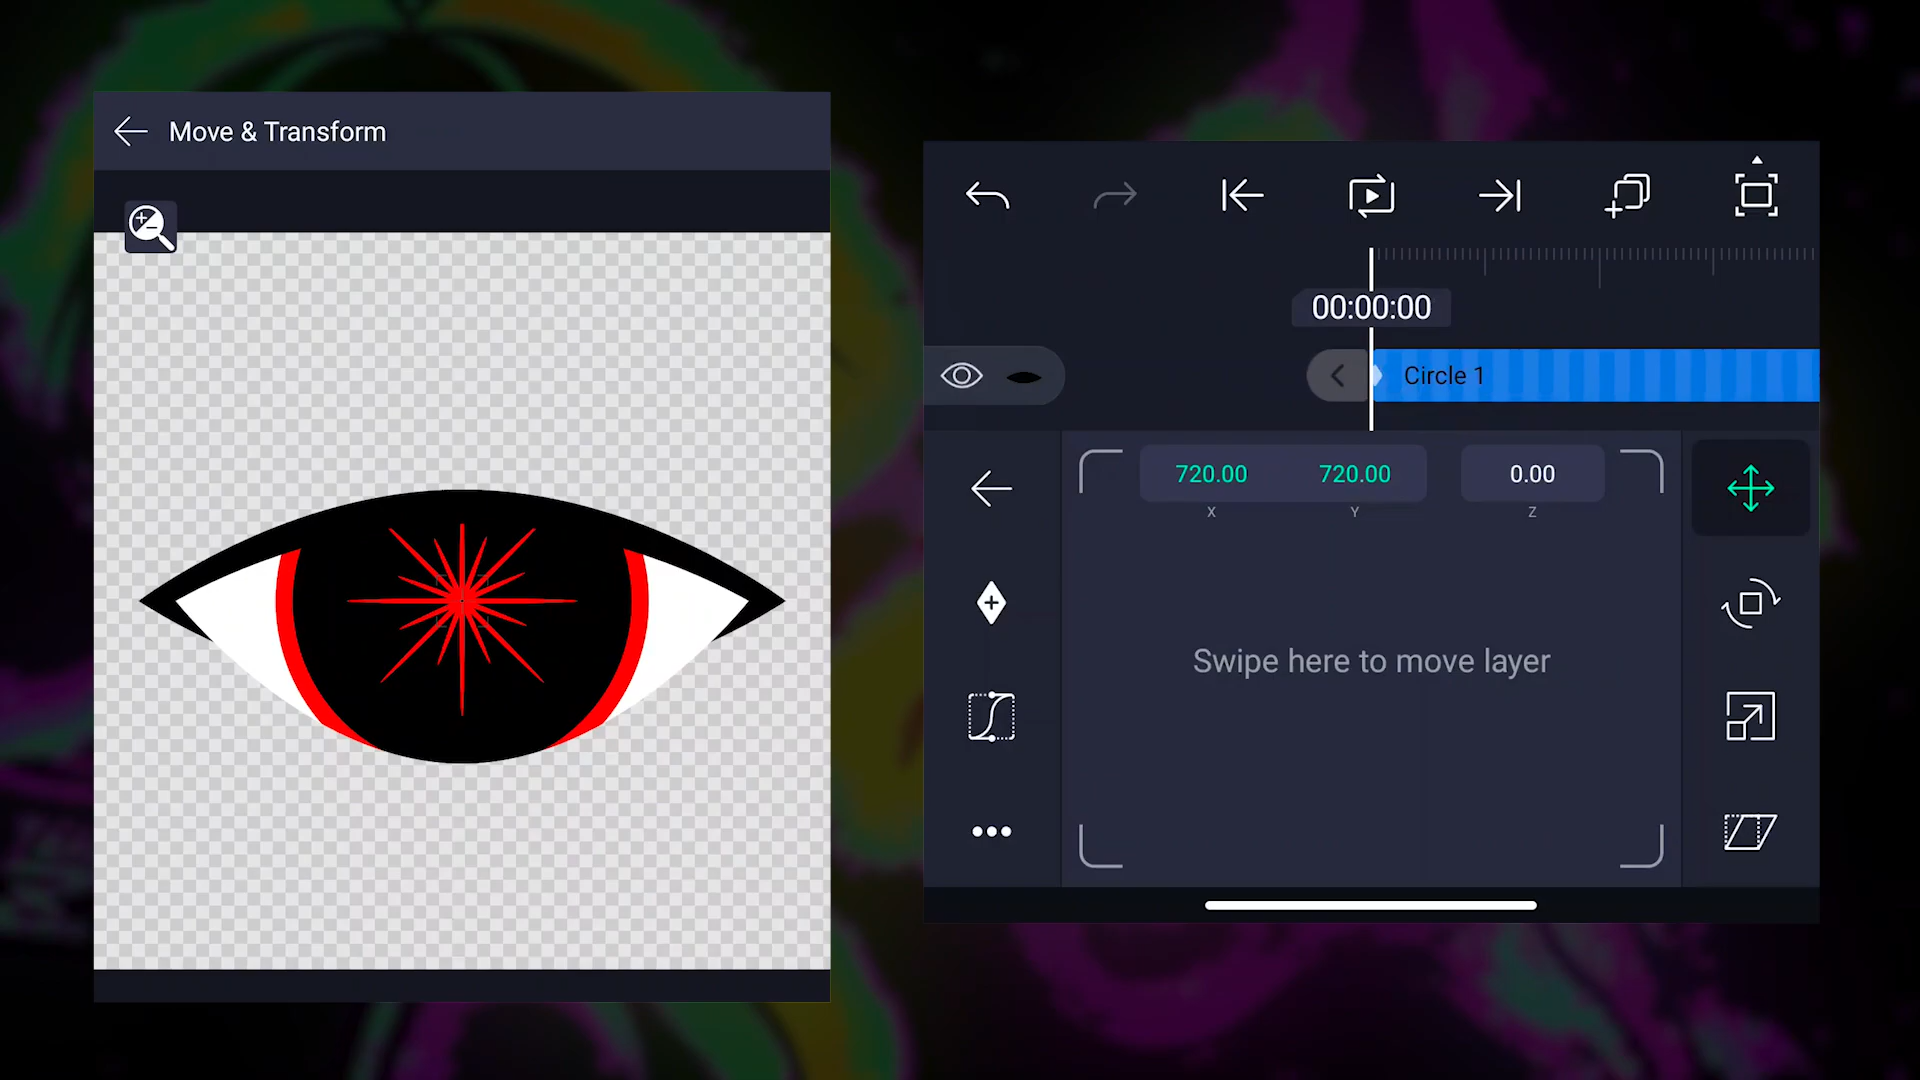 Move & Transform
00:00:00
Circle 1
720.00 720.00 0.00
X Y Z
Swipe here to move layer